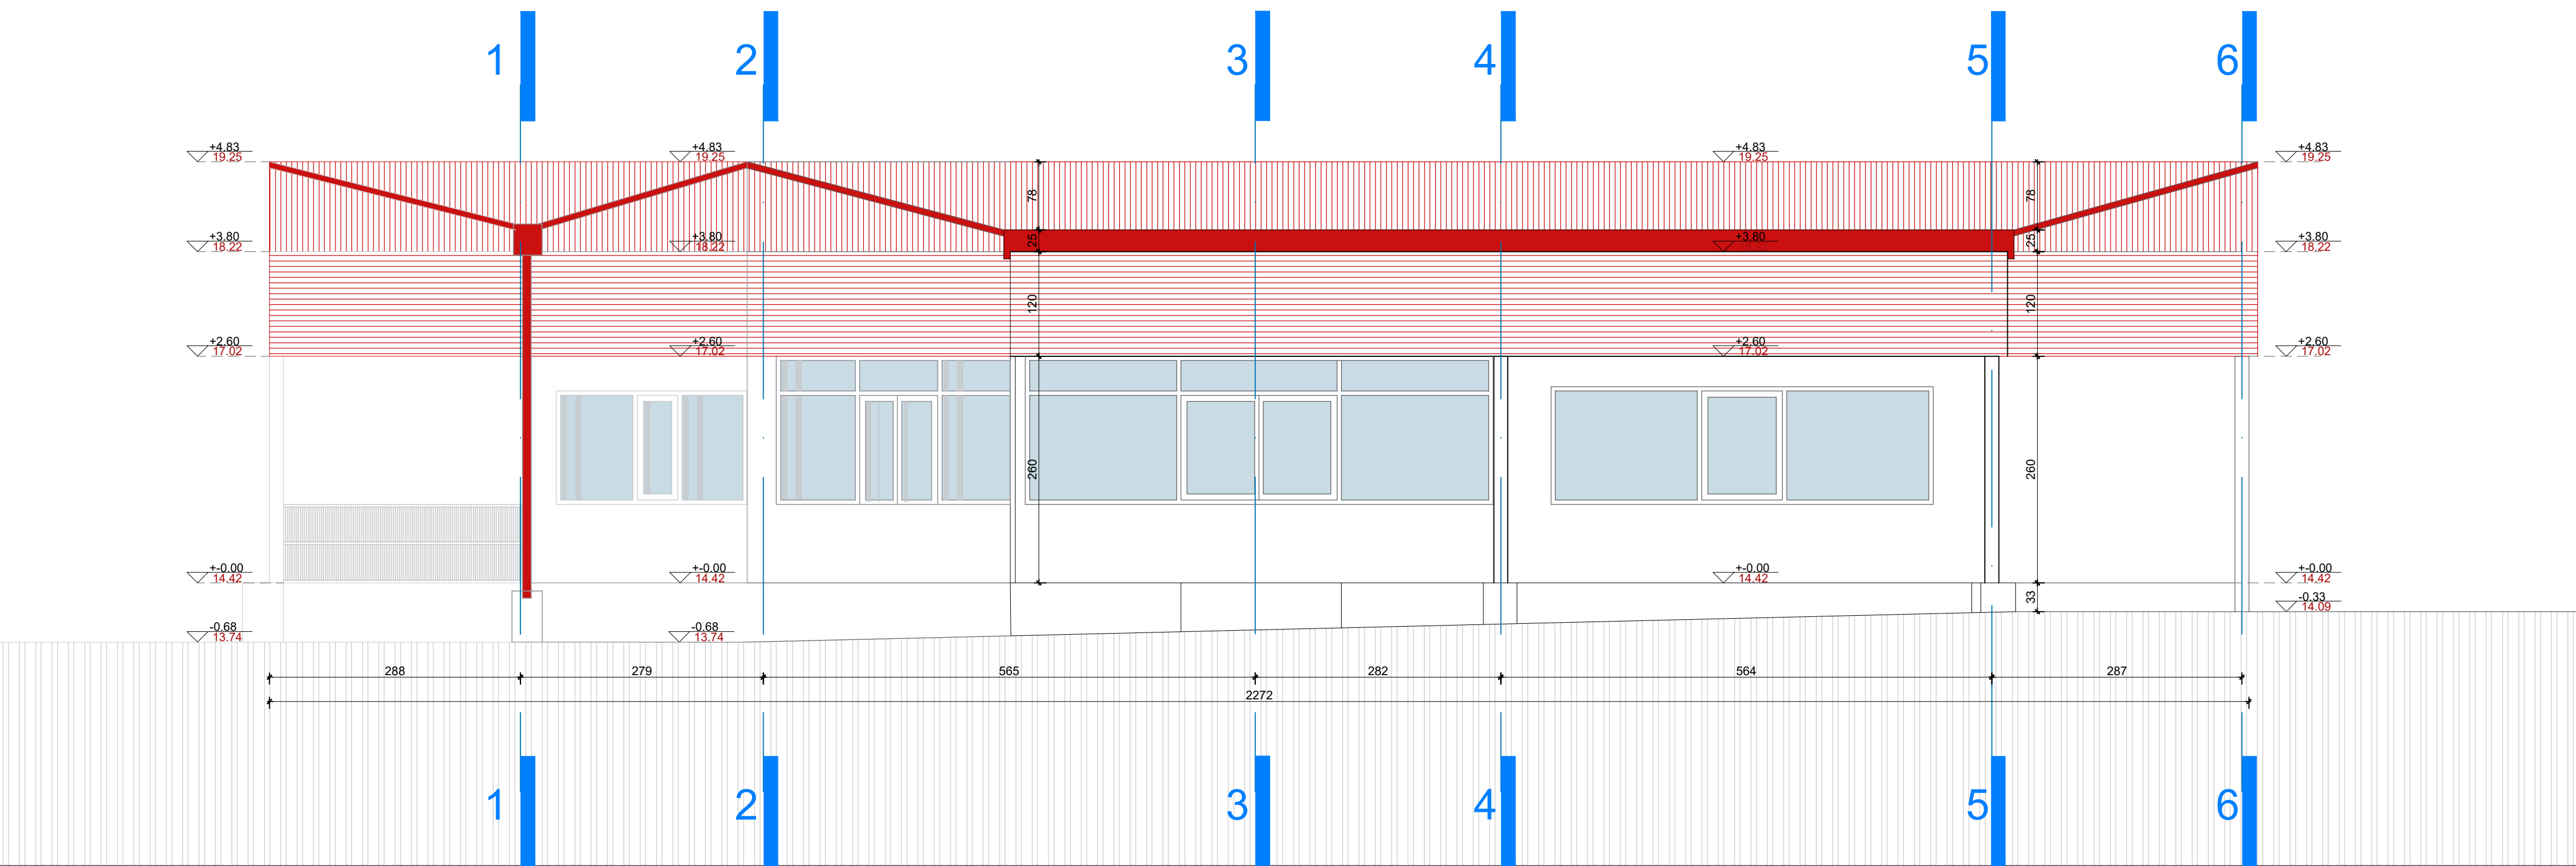 1 2 3 4 5 6
+4.83 +4.83 +4.83 +4.83
19.25 19.25 19.25 19.25
78 78
+3.80 +3.80 25 +3.80 25 +3.80
18.22 18.22 18.22 18.22
120 120
+2.60 +2.60 +2.60 +2.60
17.02 17.02 17.02 17.02
260 260
+-0.00 +-0.00 +-0.00 +-0.00
14.42 14.42 14.42 14.42
33 -0.33
14.09
-0.68 -0.68
13.74 13.74
288 279 565 282 564 287
2272
1 2 3 4 5 6